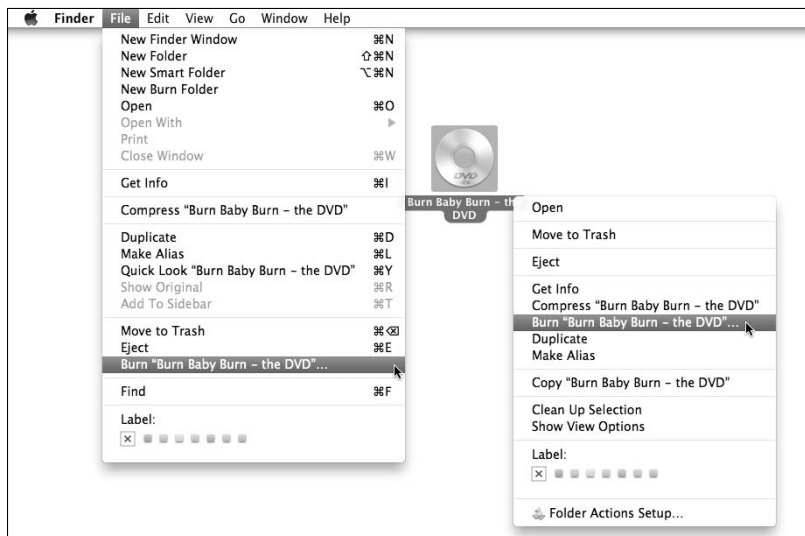 Finder File Edit View Go Window Help
New Finder Window ⌘N
New Folder ⇧⌘N
New Smart Folder ⌥⌘N
New Burn Folder
Open ⌘O
Open With ▶
Print
Close Window ⌘W
Get Info ⌘I
Compress “Burn Baby Burn – the DVD”
Duplicate ⌘D
Make Alias ⌘L
Quick Look “Burn Baby Burn – the DVD” ⌘Y
Show Original ⌘R
Add To Sidebar ⌘T
Move to Trash ⌘⌫
Eject ⌘E
Burn “Burn Baby Burn – the DVD”...
Find ⌘F
Label:
DVD
Burn Baby Burn – th
DVD
Open
Move to Trash
Eject
Get Info
Compress “Burn Baby Burn – the DVD”
Burn “Burn Baby Burn – the DVD”...
Duplicate
Make Alias
Copy “Burn Baby Burn – the DVD”
Clean Up Selection
Show View Options
Label:
Folder Actions Setup...